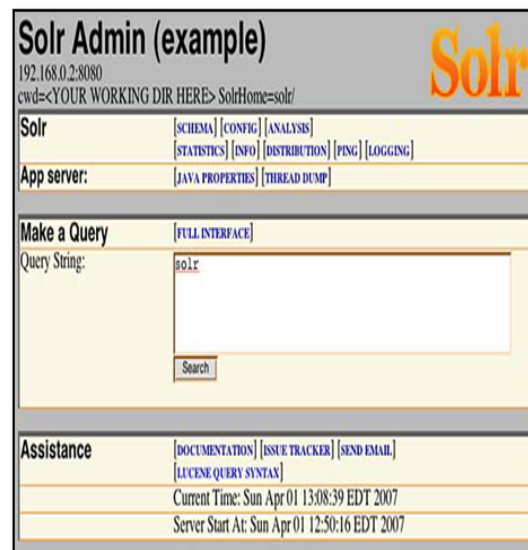 Solr Admin (example)
192.168.0.2:8080
cwd=<YOUR WORKING DIR HERE> SolrHome=solr/
Solr
Solr
[SCHEMA] [CONFIG] [ANALYSIS]
[STATISTICS] [INFO] [DISTRIBUTION] [PING] [LOGGING]
App server:
[JAVA PROPERTIES] [THREAD DUMP]
Make a Query
[FULL INTERFACE]
Query String:
solr
Search
Assistance
[DOCUMENTATION] [ISSUE TRACKER] [SEND EMAIL]
[LUCENE QUERY SYNTAX]
Current Time: Sun Apr 01 13:08:39 EDT 2007
Server Start At: Sun Apr 01 12:50:16 EDT 2007